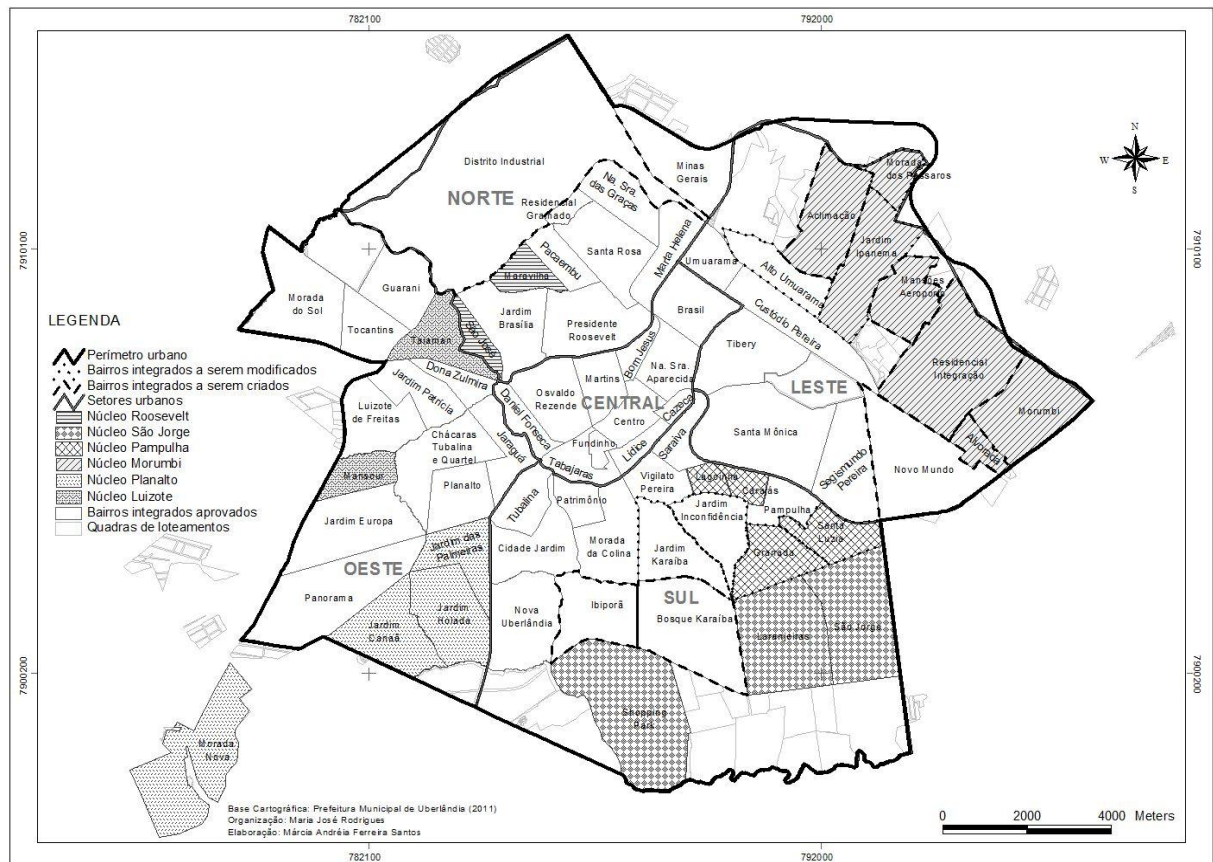 782100
792000
7910100
7910100
7900200
7900200
782100
792000
N
W
E
S
NORTE
Distrito Industrial
Minas
Gerais
Na. Sra.
das Graças
Residencial
Gramado
Morada
dos Pássaros
Aclimação
Jardim
Ipanema
Pacaembu
Santa Rosa
Marta Helena
Umuarama
Alto Umuarama
Maravilha
Mansões
Aeroporto
Guarani
Morada
do Sol
Tocantins
Taiaman
São José
Jardim
Brasília
Presidente
Roosevelt
Brasil
Custódio Pereira
Tibery
Bom Jesus
Residencial
Integração
Dona Zulmira
Jardim Patrícia
Martins
Na. Sra.
Aparecida
LESTE
Morumbi
Luizote
de Freitas
Daniel Fonseca
Osvaldo
Rezende
CENTRAL
Cazeca
Centro
Santa Mônica
Alvorada
Chácaras
Tubalina
e Quartel
Jaraguá
Fundinho
Lídice
Saraiva
Tabajaras
Segismundo
Pereira
Novo Mundo
Mansour
Planalto
Vigilato
Pereira
Lagoinha
Carajás
Tubalina
Patrimônio
Jardim
Inconfidência
Pampulha
Santa
Luzia
Jardim Europa
Jardim das
Palmeiras
Cidade Jardim
Morada
da Colina
Jardim
Karaíba
Granada
OESTE
Panorama
Jardim
Holada
Jardim
Canaã
Nova
Uberlândia
Ibiporã
SUL
Bosque Karaíba
Laranjeiras
São Jorge
Shopping
Park
Morada
Nova
LEGENDA
Perímetro urbano
Bairros integrados a serem modificados
Bairros integrados a serem criados
Setores urbanos
Núcleo Roosevelt
Núcleo São Jorge
Núcleo Pampulha
Núcleo Morumbi
Núcleo Planalto
Núcleo Luizote
Bairros integrados aprovados
Quadras de loteamentos
Base Cartográfica: Prefeitura Municipal de Uberlândia (2011)
Organização: Maria José Rodrigues
Elaboração: Márcia Andréia Ferreira Santos
0 2000 4000 Meters